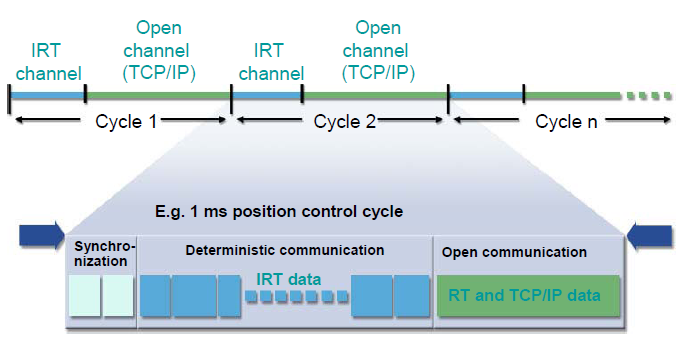 IRT
channel
Open
channel
(TCP/IP)
IRT
channel
Open
channel
(TCP/IP)
Cycle 1
Cycle 2
Cycle n
E.g. 1 ms position control cycle
Synchro-
nization
Deterministic communication
Open communication
IRT data
RT and TCP/IP data